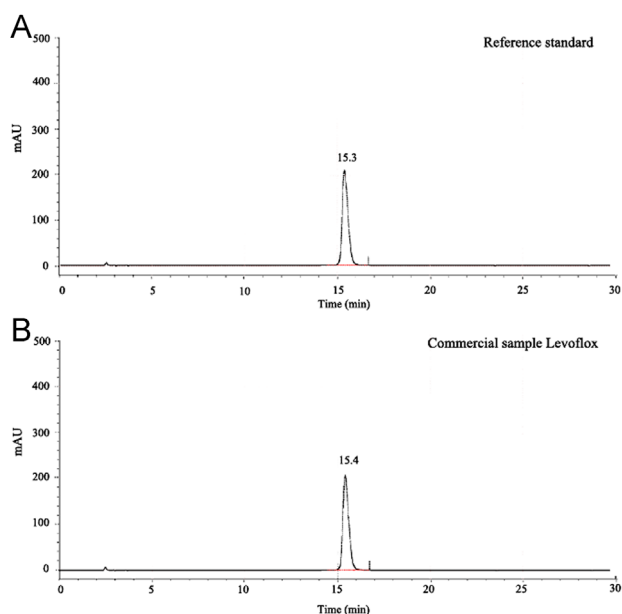 A
Reference standard
500
400
300
200
100
0
mAU
15.3
0 5 10 15 20 25 30
Time (min)
B
Commercial sample Levoflox
500
400
300
200
100
0
mAU
15.4
0 5 10 15 20 25 30
Time (min)